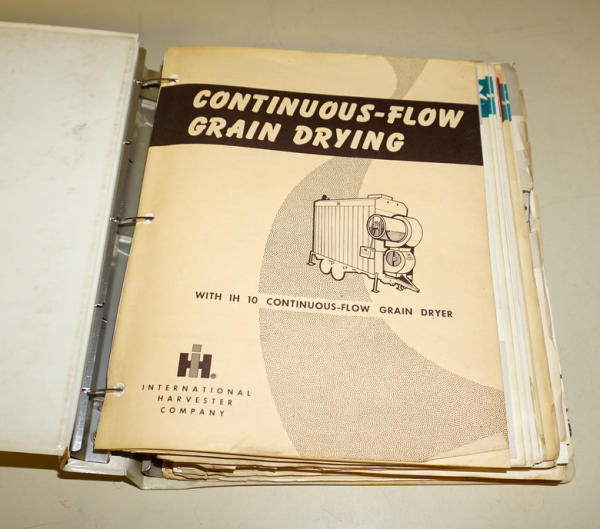 CONTINUOUS-FLOW
GRAIN DRYING
WITH IH 10 CONTINUOUS-FLOW GRAIN DRYER
IH®
INTERNATIONAL
HARVESTER
COMPANY